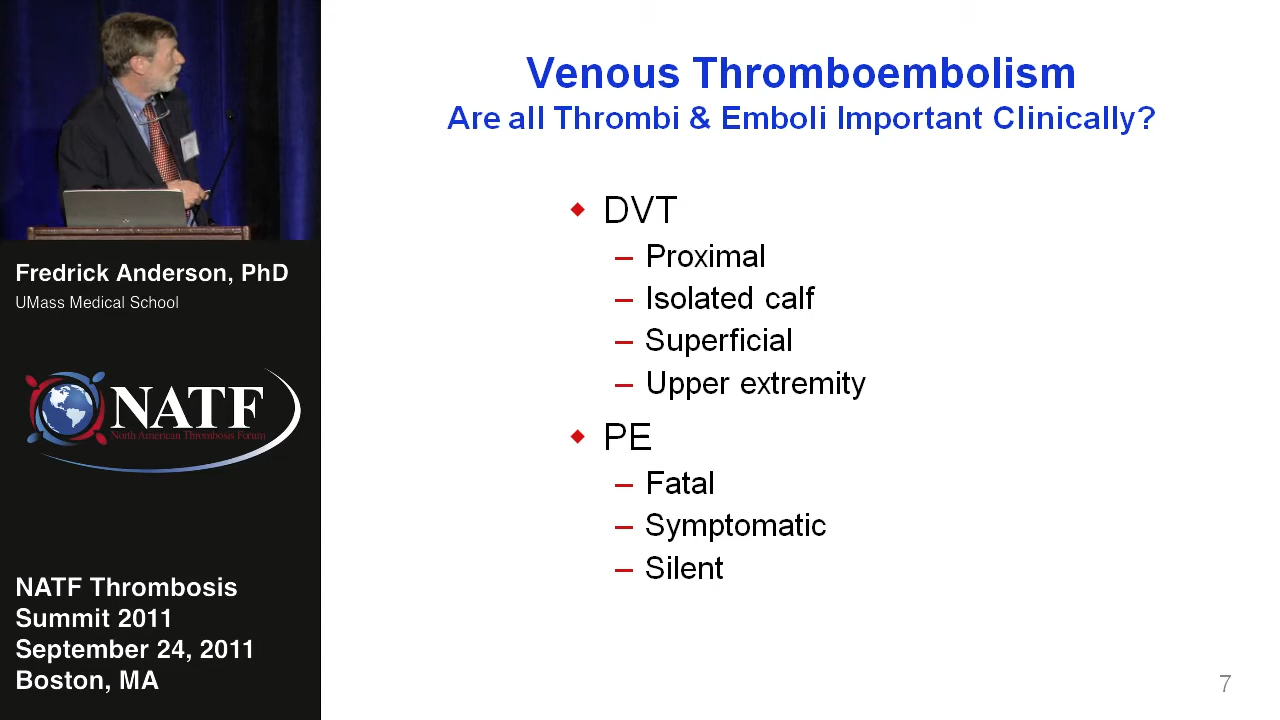 Venous Thromboembolism
Are all Thrombi & Emboli Important Clinically?
◆ DVT
– Proximal
– Isolated calf
– Superficial
– Upper extremity
◆ PE
– Fatal
– Symptomatic
– Silent
7
Fredrick Anderson, PhD
UMass Medical School
NATF
North American Thrombosis Forum
NATF Thrombosis
Summit 2011
September 24, 2011
Boston, MA